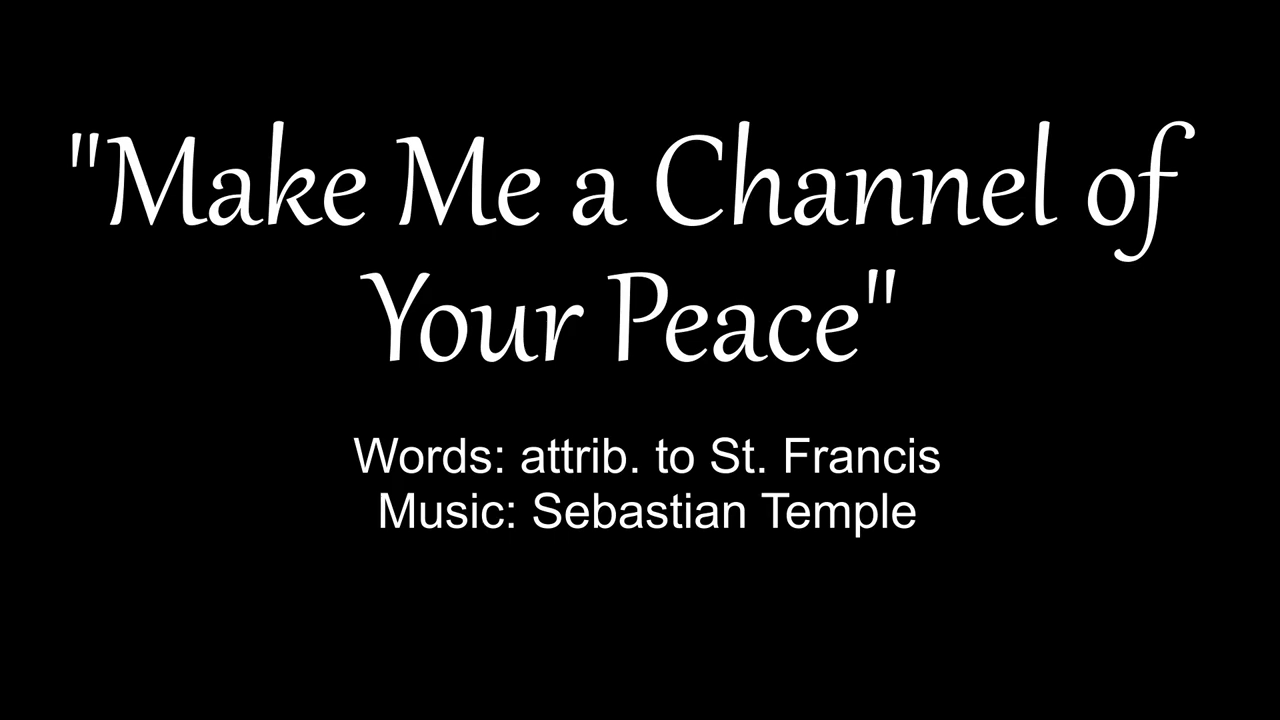 "Make Me a Channel of
Your Peace"
Words: attrib. to St. Francis
Music: Sebastian Temple